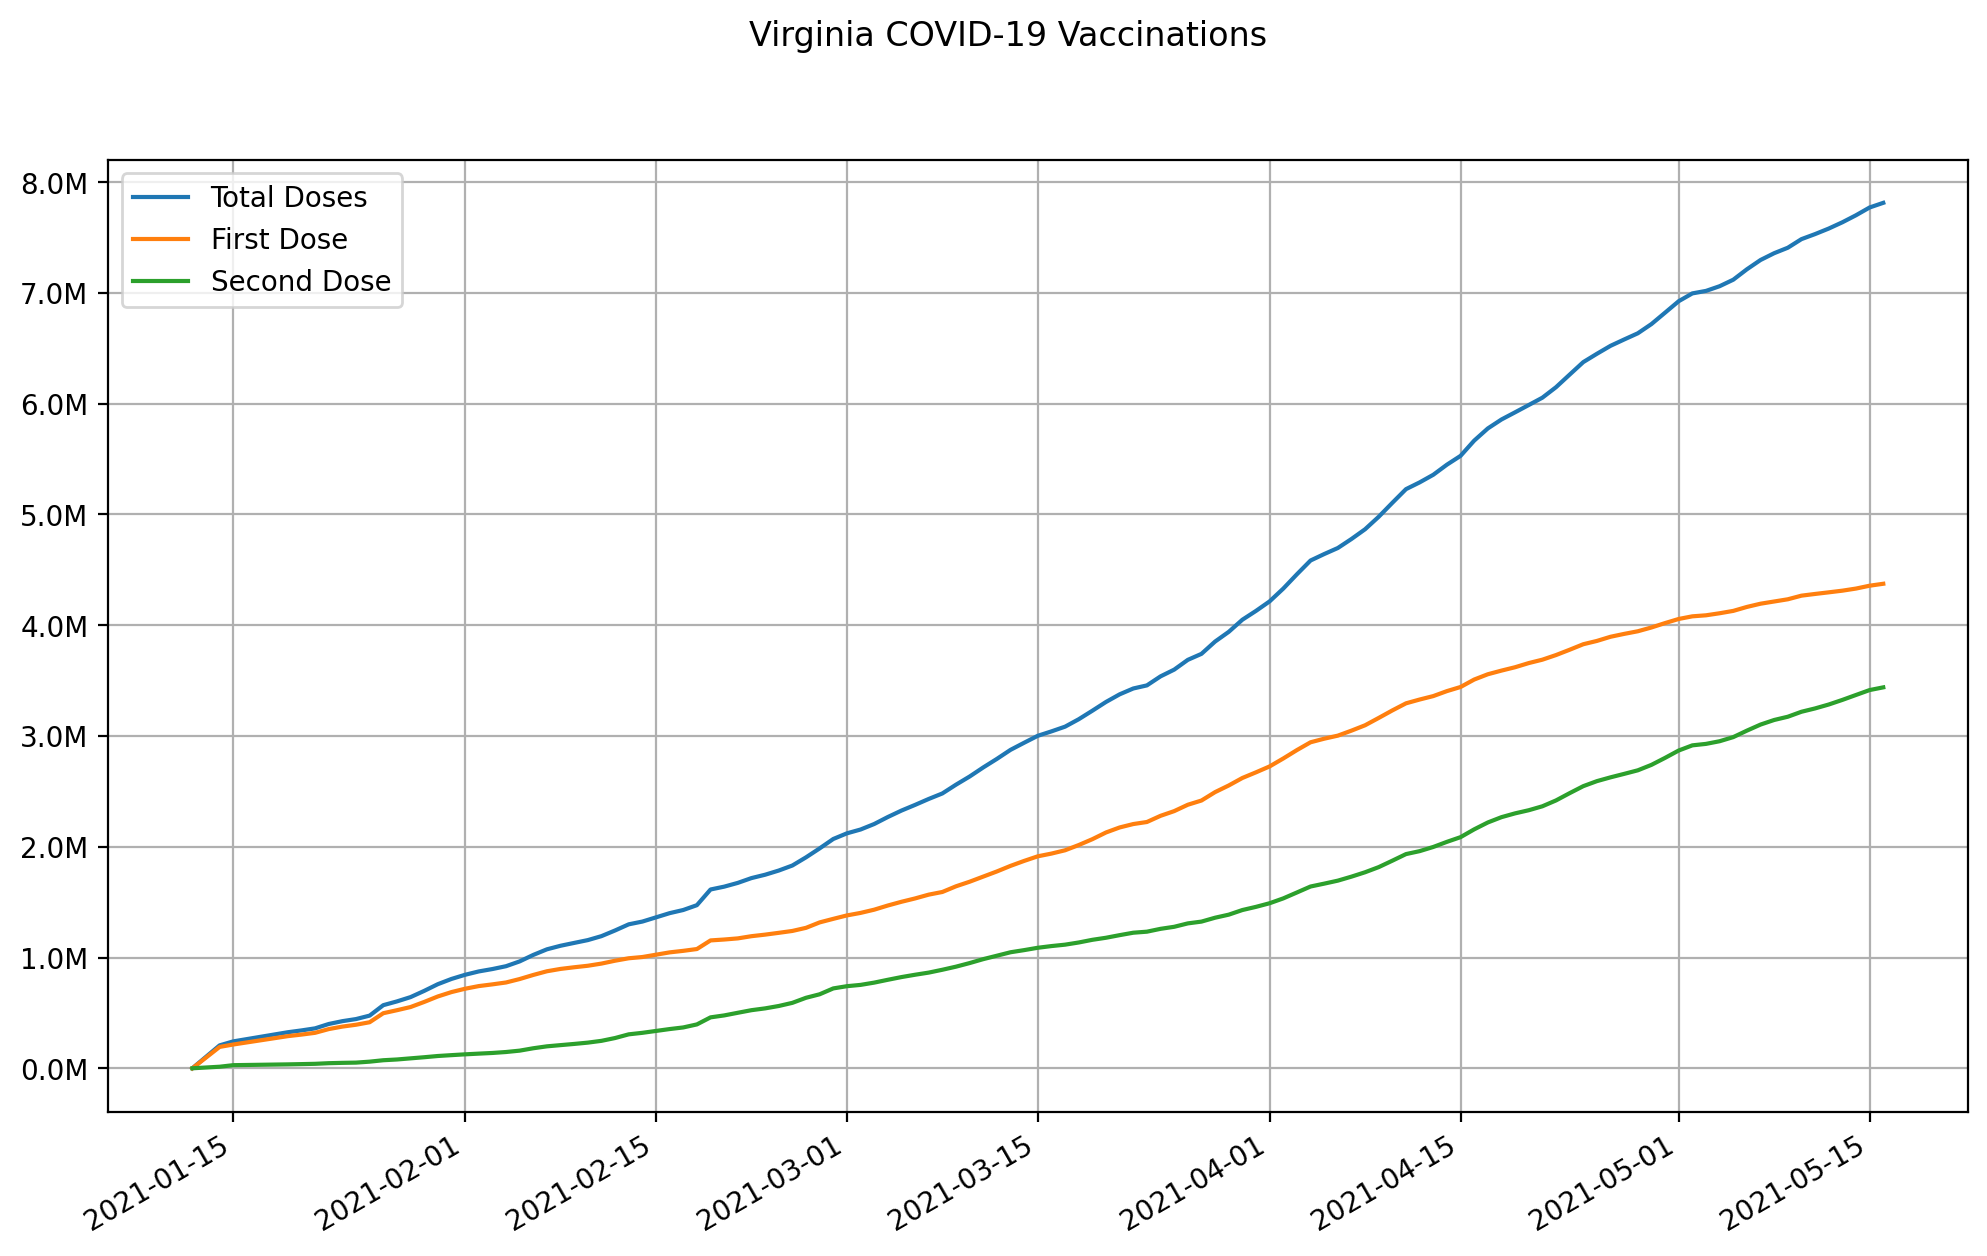 Virginia COVID-19 Vaccinations
Total Doses
First Dose
Second Dose
8.0M
7.0M
6.0M
5.0M
4.0M
3.0M
2.0M
1.0M
0.0M
2021-01-15
2021-02-01
2021-02-15
2021-03-01
2021-03-15
2021-04-01
2021-04-15
2021-05-01
2021-05-15